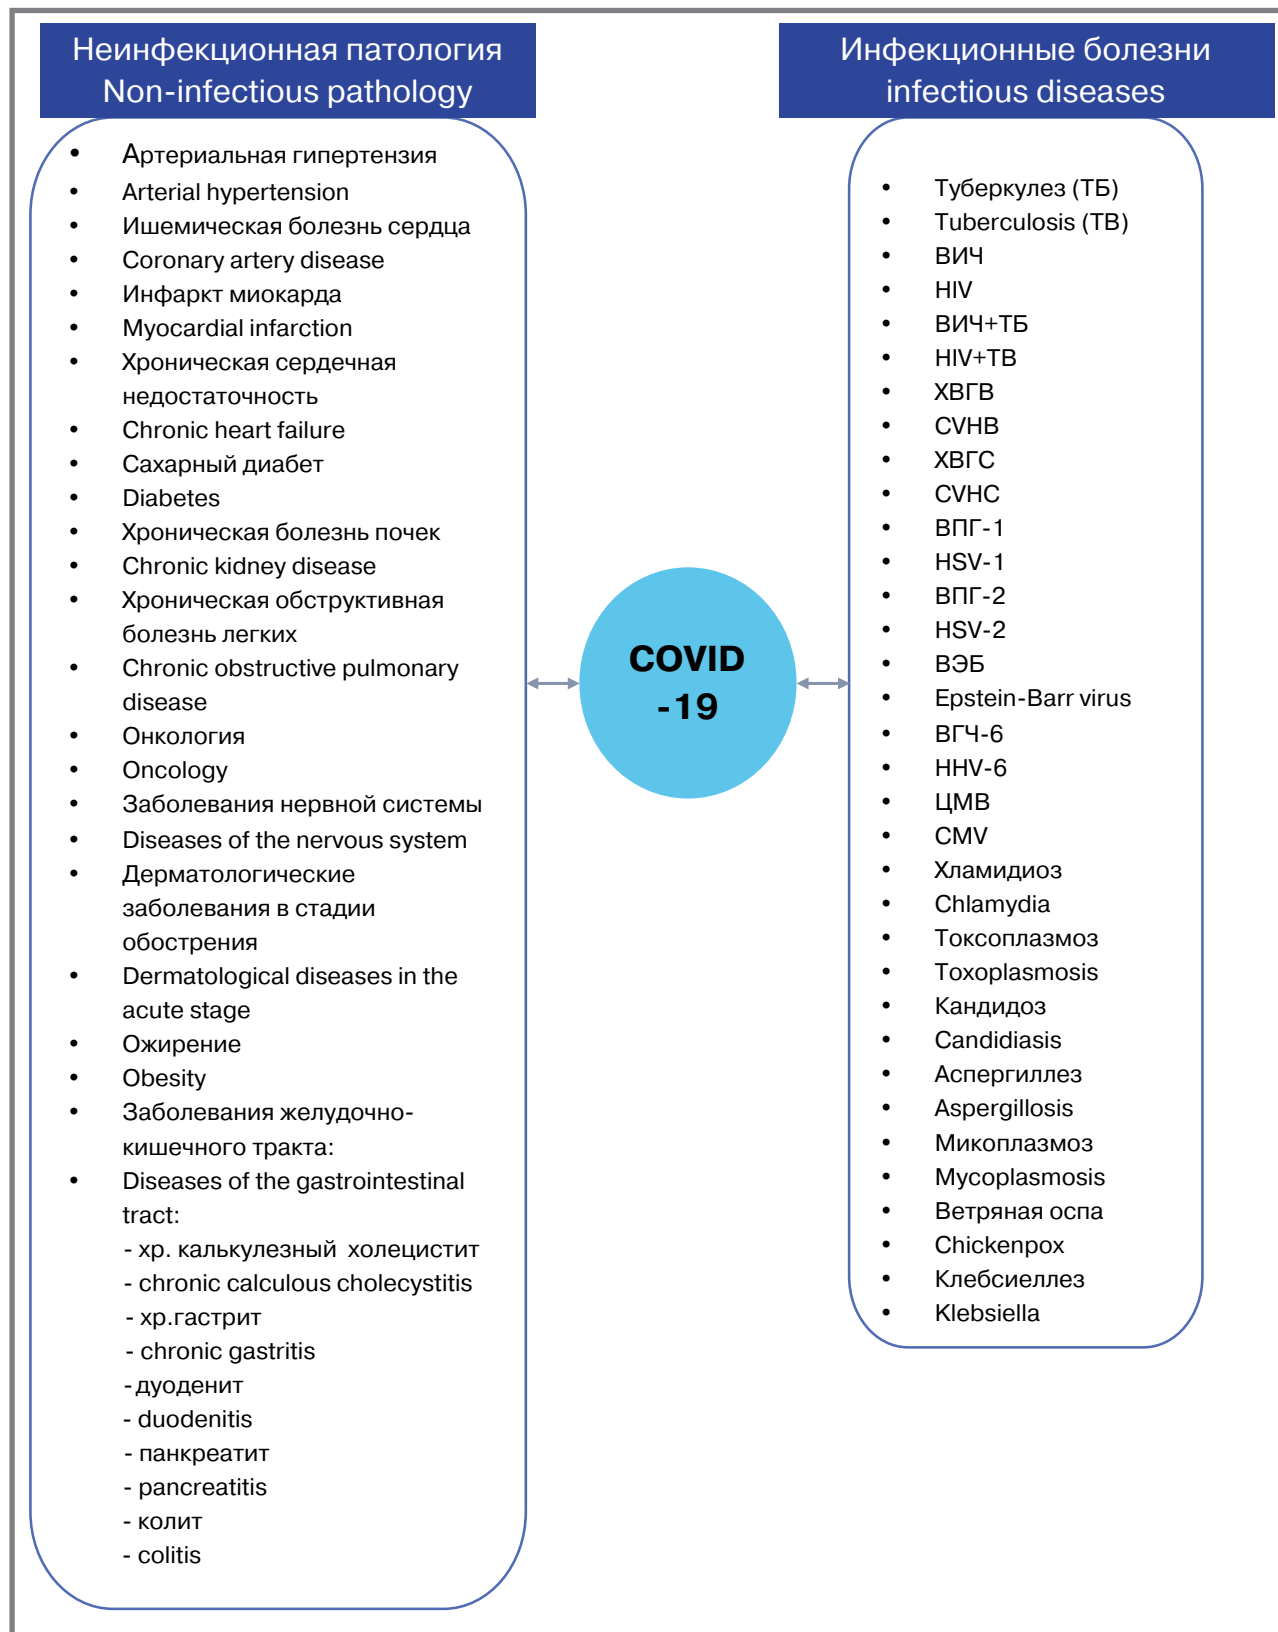 Неинфекционная патология
Non-infectious pathology
• Артериальная гипертензия
• Arterial hypertension
• Ишемическая болезнь сердца
• Coronary artery disease
• Инфаркт миокарда
• Myocardial infarction
• Хроническая сердечная
недостаточность
• Chronic heart failure
• Сахарный диабет
• Diabetes
• Хроническая болезнь почек
• Chronic kidney disease
• Хроническая обструктивная
болезнь легких
• Chronic obstructive pulmonary
disease
• Онкология
• Oncology
• Заболевания нервной системы
• Diseases of the nervous system
• Дерматологические
заболевания в стадии
обострения
• Dermatological diseases in the
acute stage
• Ожирение
• Obesity
• Заболевания желудочно-
кишечного тракта:
• Diseases of the gastrointestinal
tract:
- хр. калькулезный холецистит
- chronic calculous cholecystitis
- хр.гастрит
- chronic gastritis
- дуоденит
- duodenitis
- панкреатит
- pancreatitis
- колит
- colitis
COVID
-19
Инфекционные болезни
infectious diseases
• Туберкулез (ТБ)
• Tuberculosis (TB)
• ВИЧ
• HIV
• ВИЧ+ТБ
• HIV+TB
• ХВГВ
• CVHB
• ХВГС
• CVHC
• ВПГ-1
• HSV-1
• ВПГ-2
• HSV-2
• ВЭБ
• Epstein-Barr virus
• ВГЧ-6
• HHV-6
• ЦМВ
• CMV
• Хламидиоз
• Chlamydia
• Токсоплазмоз
• Toxoplasmosis
• Кандидоз
• Candidiasis
• Аспергиллез
• Aspergillosis
• Микоплазмоз
• Mycoplasmosis
• Ветряная оспа
• Chickenpox
• Клебсиеллез
• Klebsiella